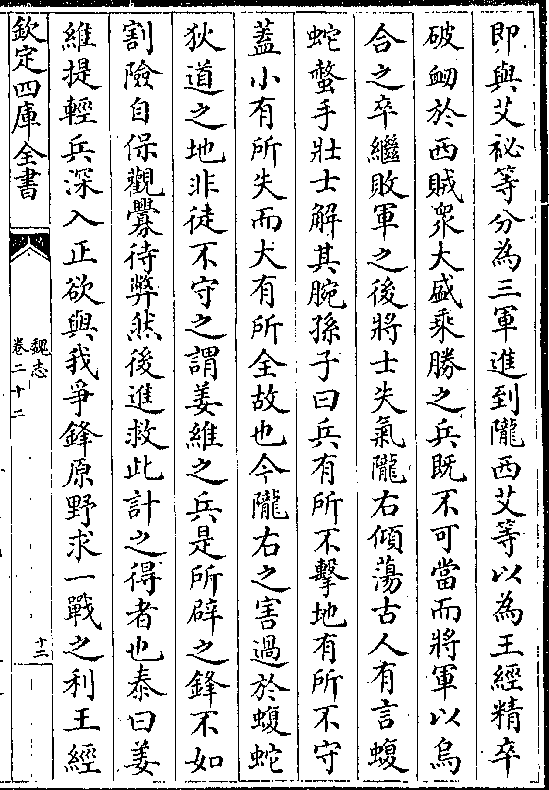 即與艾祕等分為三軍進到隴西艾等以為王經精卒
破衂於西賊衆大盛乘勝之兵既不可當而將軍以烏
合之卒繼敗軍之後將士失氣隴右傾蕩古人有言蝮
蛇螫手壯士解其腕孫子曰兵有所不擊地有所不守
蓋小有所失而大有所全故也今隴右之害過於蝮蛇
狄道之地非徒不守之謂姜維之兵是所辟之鋒不如
割險自保觀釁待弊然後進救此計之得者也泰曰姜
維提輕兵深入正欲與我爭鋒原野求一戰之利王經
欽定四庫全書
魏志
卷二十二
十二